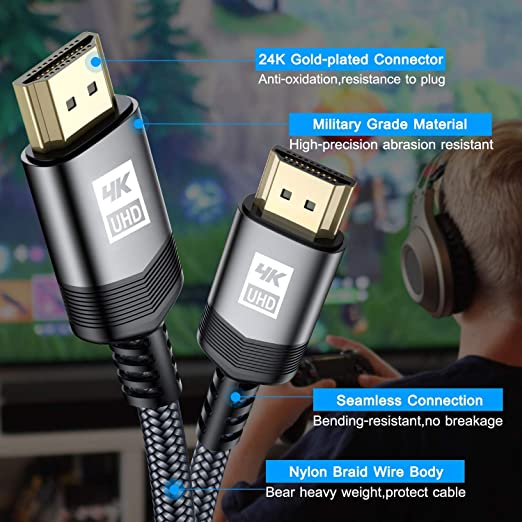 24K Gold-plated Connector
Anti-oxidation,resistance to plug
Military Grade Material
High-precision abrasion resistant
4K
UHD
4K
UHD
Seamless Connection
Bending-resistant,no breakage
Nylon Braid Wire Body
Bear heavy weight,protect cable